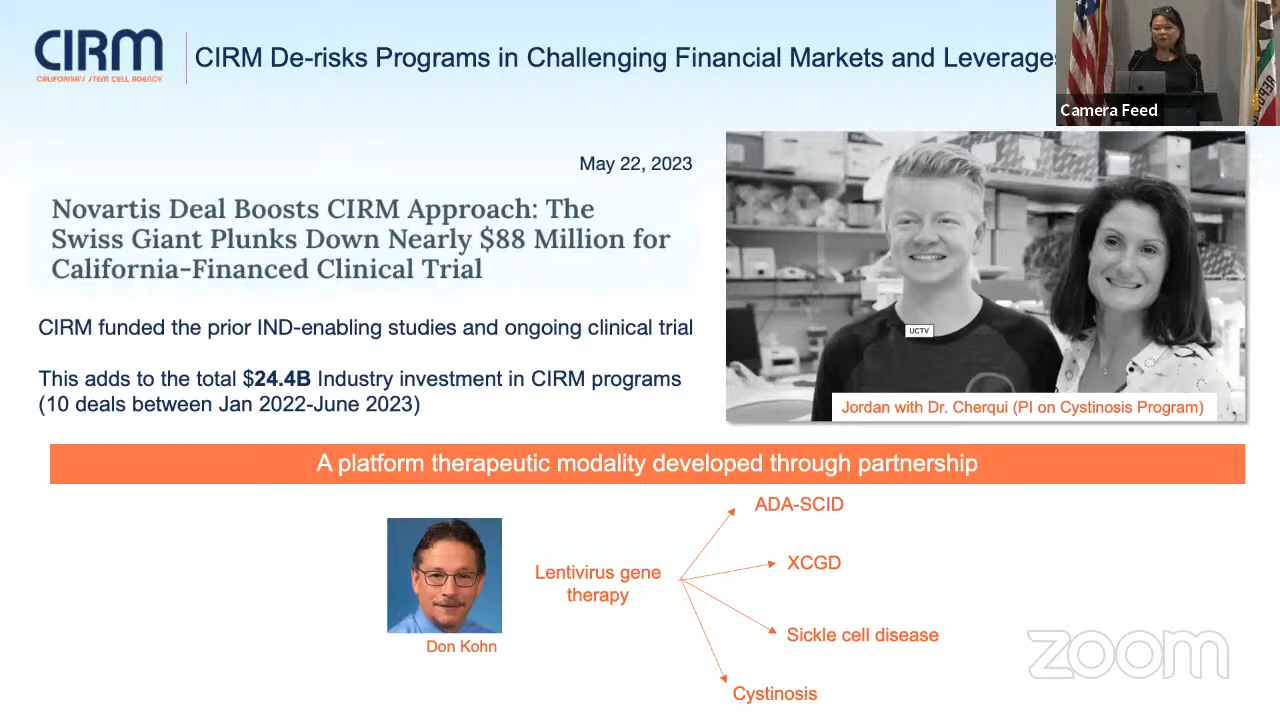 CIRM
CALIFORNIA'S STEM CELL AGENCY
CIRM De-risks Programs in Challenging Financial Markets and Leverages
Camera Feed
May 22, 2023
Novartis Deal Boosts CIRM Approach: The
Swiss Giant Plunks Down Nearly $88 Million for
California-Financed Clinical Trial
CIRM funded the prior IND-enabling studies and ongoing clinical trial
This adds to the total $24.4B Industry investment in CIRM programs
(10 deals between Jan 2022-June 2023)
UCTV
Jordan with Dr. Cherqui (PI on Cystinosis Program)
A platform therapeutic modality developed through partnership
Don Kohn
Lentivirus gene
therapy
ADA-SCID
XCGD
Sickle cell disease
Cystinosis
zoom